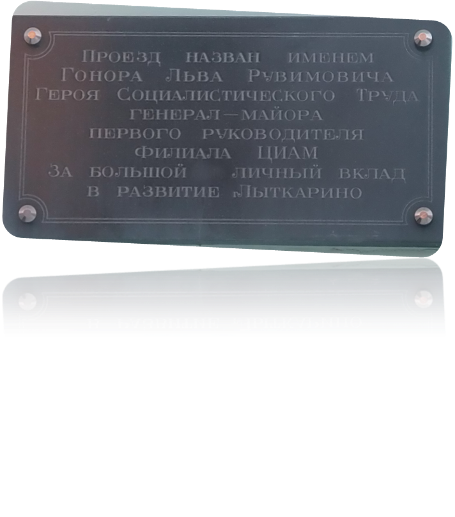 Проезд назван именем
Гонора Льва Рувимовича
Героя Социалистического Труда
генерал-майора
первого руководителя
филиала ЦИАМ
За большой личный вклад
в развитие Лыткарино